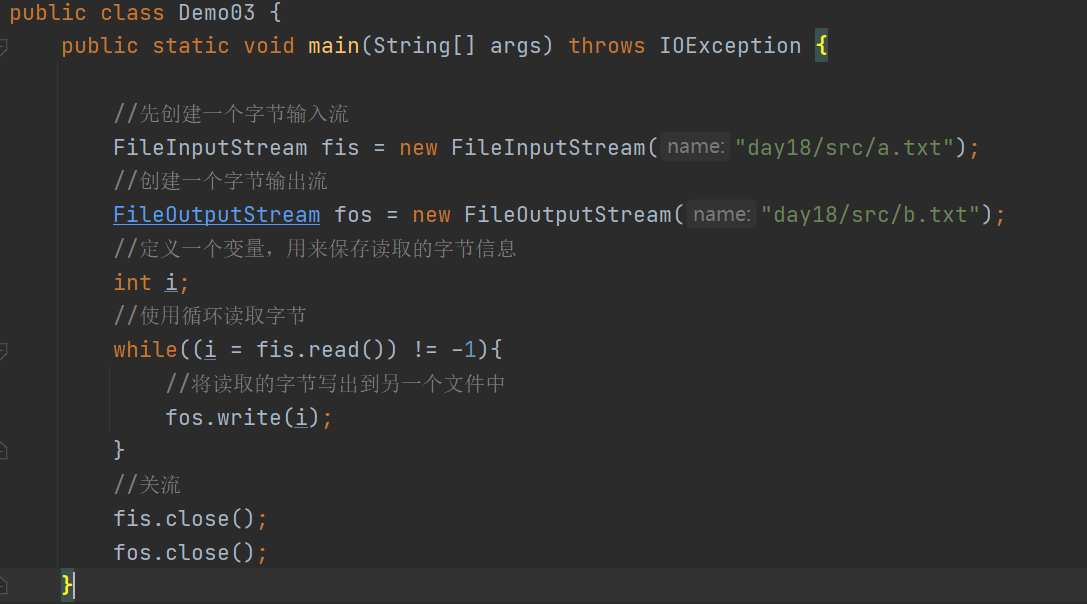 public class Demo03 {
public static void main(String[] args) throws IOException {
//先创建一个字节输入流
FileInputStream fis = new FileInputStream( name: "day18/src/a.txt");
//创建一个字节输出流
FileOutputStream fos = new FileOutputStream( name: "day18/src/b.txt");
//定义一个变量，用来保存读取的字节信息
int i;
//使用循环读取字节
while((i = fis.read()) != -1){
//将读取的字节写出到另一个文件中
fos.write(i);
}
//关流
fis.close();
fos.close();
}